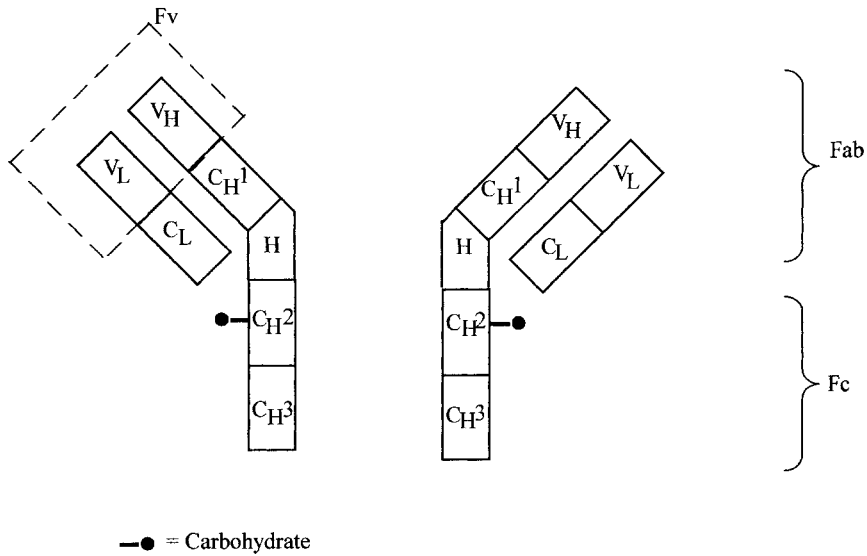 Fv
VH
VL
CH1
CL
H
CH2
CH3
VH
VL
CH1
CL
H
CH2
CH3
Fab
Fc
= Carbohydrate